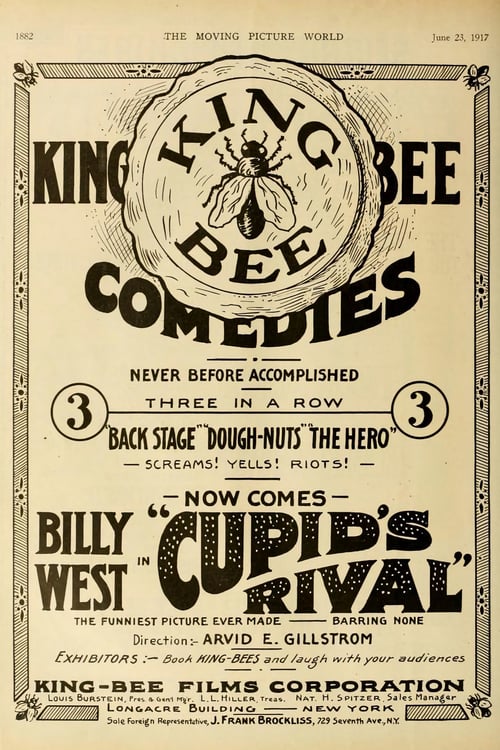 1882 THE MOVING PICTURE WORLD June 23, 1917
KING BEE
KING BEE
COMEDIES
NEVER BEFORE ACCOMPLISHED
THREE IN A ROW
3 3
"BACK STAGE" "DOUGH-NUTS" "THE HERO"
— SCREAMS! YELLS! RIOTS! —
— NOW COMES —
BILLY WEST IN "CUPID'S RIVAL"
THE FUNNIEST PICTURE EVER MADE — BARRING NONE
Direction:- ARVID E. GILLSTROM
EXHIBITORS:- Book KING-BEES and laugh with your audiences
KING-BEE FILMS CORPORATION
LOUIS BURSTEIN, Pres. & Gen'l Mgr. L.L. HILLER, Treas. NAT. H. SPITZER, Sales Manager
LONGACRE BUILDING — NEW YORK
Sole Foreign Representative, J. FRANK BROCKLISS, 729 Seventh Ave., N.Y.